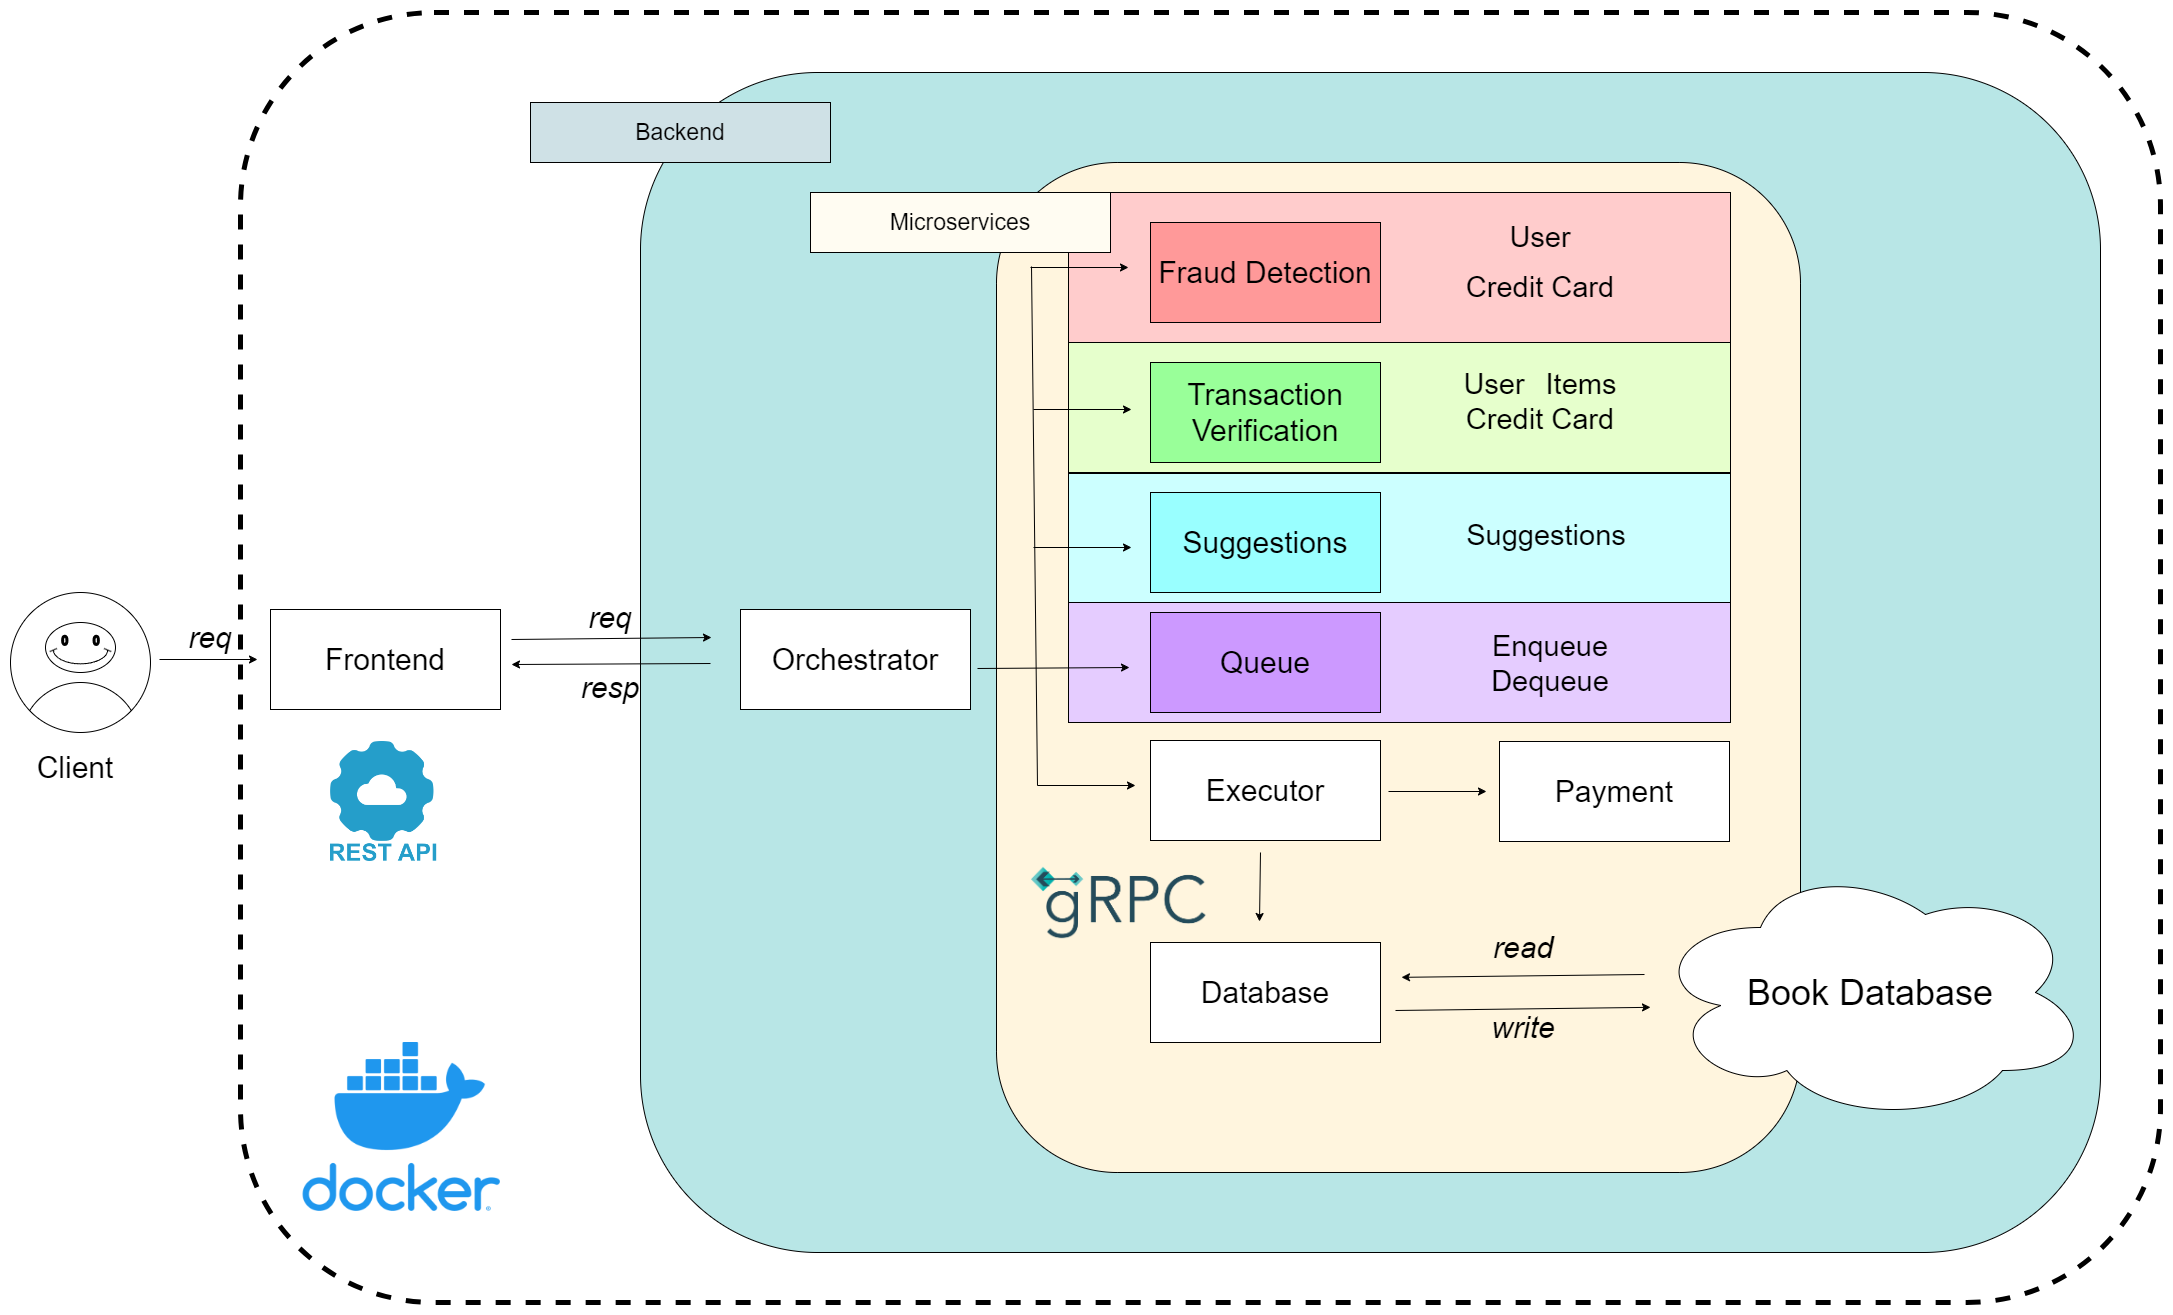 Backend
Microservices
Fraud Detection
User
Credit Card
Transaction
Verification
User Items
Credit Card
Suggestions
Suggestions
req
Frontend
req
resp
Orchestrator
Queue
Enqueue
Dequeue
Client
REST API
Executor
Payment
gRPC
Database
read
write
Book Database
docker